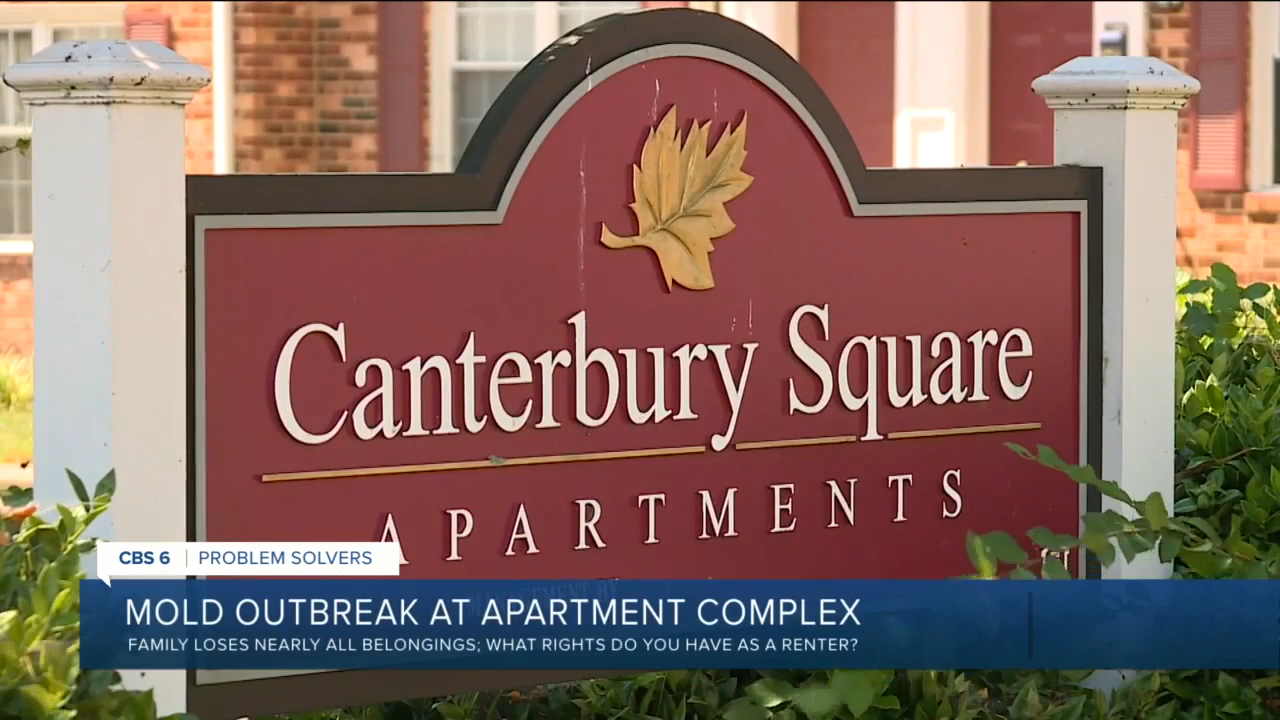 Canterbury Square
APARTMENTS
CBS 6 | PROBLEM SOLVERS
MOLD OUTBREAK AT APARTMENT COMPLEX
FAMILY LOSES NEARLY ALL BELONGINGS; WHAT RIGHTS DO YOU HAVE AS A RENTER?